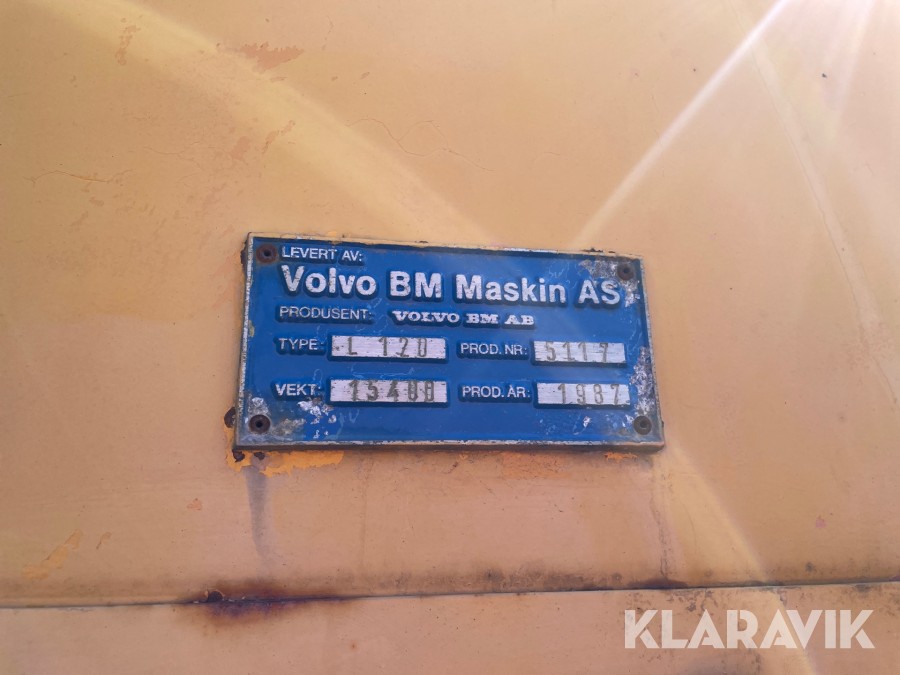 LEVERT AV:
Volvo BM Maskin AS
PRODUSENT: VOLVO BM AB
TYPE: L 120 PROD. NR: 5117
VEKT: 15400 PROD. ÅR: 1987
KLARAVIK